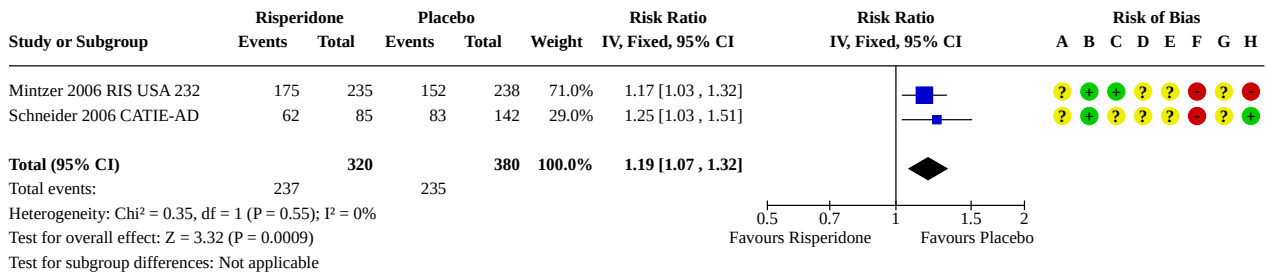 Risperidone Placebo Risk Ratio Risk Ratio Risk of Bias
Study or Subgroup Events Total Events Total Weight IV, Fixed, 95% CI IV, Fixed, 95% CI A B C D E F G H
Mintzer 2006 RIS USA 232 175 235 152 238 71.0% 1.17 [1.03 , 1.32] ? + + ? ? - ? -
Schneider 2006 CATIE-AD 62 85 83 142 29.0% 1.25 [1.03 , 1.51] ? + ? ? ? - ? +
Total (95% CI) 320 380 100.0% 1.19 [1.07 , 1.32]
Total events: 237 235
Heterogeneity: Chi² = 0.35, df = 1 (P = 0.55); I² = 0% 0.5 0.7 1 1.5 2
Test for overall effect: Z = 3.32 (P = 0.0009) Favours Risperidone Favours Placebo
Test for subgroup differences: Not applicable